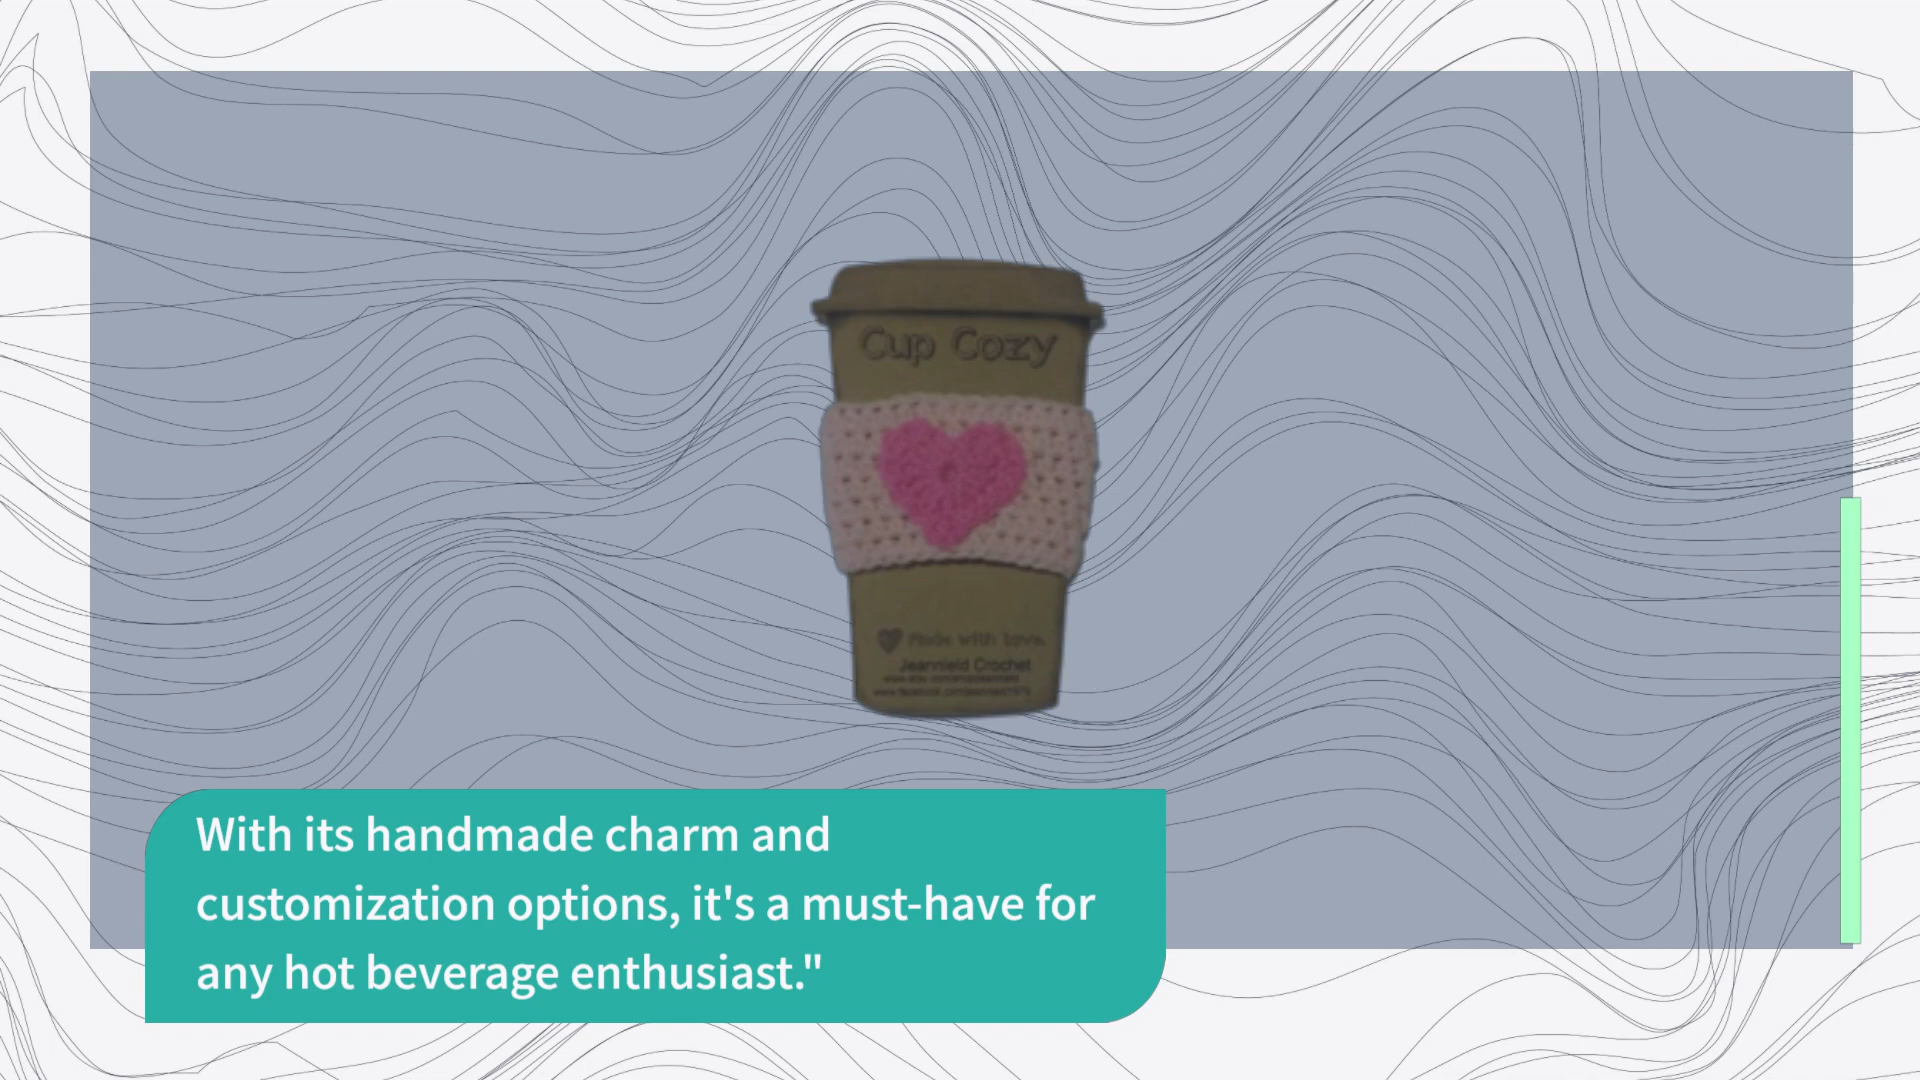 Cup Cozy
Made with love.
Jeannield Crochet
With its handmade charm and
customization options, it's a must-have for
any hot beverage enthusiast."